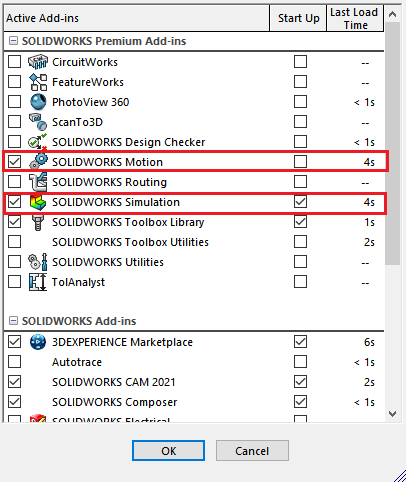 Active Add-ins Start Up Last Load Time
SOLIDWORKS Premium Add-ins
CircuitWorks --
FeatureWorks --
PhotoView 360 < 1s
ScanTo3D --
SOLIDWORKS Design Checker < 1s
SOLIDWORKS Motion 4s
SOLIDWORKS Routing --
SOLIDWORKS Simulation 4s
SOLIDWORKS Toolbox Library 1s
SOLIDWORKS Toolbox Utilities 2s
SOLIDWORKS Utilities --
TolAnalyst --
SOLIDWORKS Add-ins
3DEXPERIENCE Marketplace 6s
Autotrace < 1s
SOLIDWORKS CAM 2021 2s
SOLIDWORKS Composer < 1s
SOLIDWORKS Electrical
OK Cancel